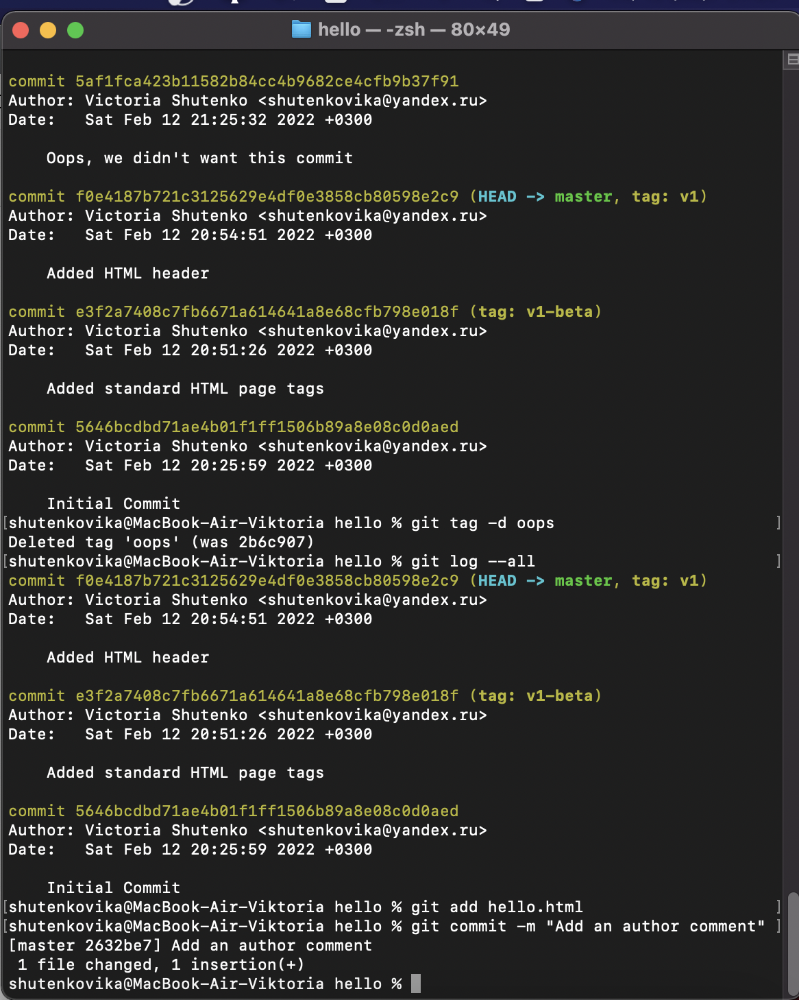 hello — -zsh — 80×49
commit 5af1fca423b11582b84cc4b9682ce4cfb9b37f91
Author: Victoria Shutenko <shutenkovika@yandex.ru>
Date:   Sat Feb 12 21:25:32 2022 +0300
Oops, we didn't want this commit
commit f0e4187b721c3125629e4df0e3858cb80598e2c9 (HEAD -> master, tag: v1)
Author: Victoria Shutenko <shutenkovika@yandex.ru>
Date:   Sat Feb 12 20:54:51 2022 +0300
Added HTML header
commit e3f2a7408c7fb6671a614641a8e68cfb798e018f (tag: v1-beta)
Author: Victoria Shutenko <shutenkovika@yandex.ru>
Date:   Sat Feb 12 20:51:26 2022 +0300
Added standard HTML page tags
commit 5646bcdbd71ae4b01f1ff1506b89a8e08c0d0aed
Author: Victoria Shutenko <shutenkovika@yandex.ru>
Date:   Sat Feb 12 20:25:59 2022 +0300
Initial Commit
[shutenkovika@MacBook-Air-Viktoria hello % git tag -d oops ]
Deleted tag 'oops' (was 2b6c907)
[shutenkovika@MacBook-Air-Viktoria hello % git log --all ]
commit f0e4187b721c3125629e4df0e3858cb80598e2c9 (HEAD -> master, tag: v1)
Author: Victoria Shutenko <shutenkovika@yandex.ru>
Date:   Sat Feb 12 20:54:51 2022 +0300
Added HTML header
commit e3f2a7408c7fb6671a614641a8e68cfb798e018f (tag: v1-beta)
Author: Victoria Shutenko <shutenkovika@yandex.ru>
Date:   Sat Feb 12 20:51:26 2022 +0300
Added standard HTML page tags
commit 5646bcdbd71ae4b01f1ff1506b89a8e08c0d0aed
Author: Victoria Shutenko <shutenkovika@yandex.ru>
Date:   Sat Feb 12 20:25:59 2022 +0300
Initial Commit
[shutenkovika@MacBook-Air-Viktoria hello % git add hello.html ]
[shutenkovika@MacBook-Air-Viktoria hello % git commit -m "Add an author comment" ]
[master 2632be7] Add an author comment
1 file changed, 1 insertion(+)
shutenkovika@MacBook-Air-Viktoria hello %